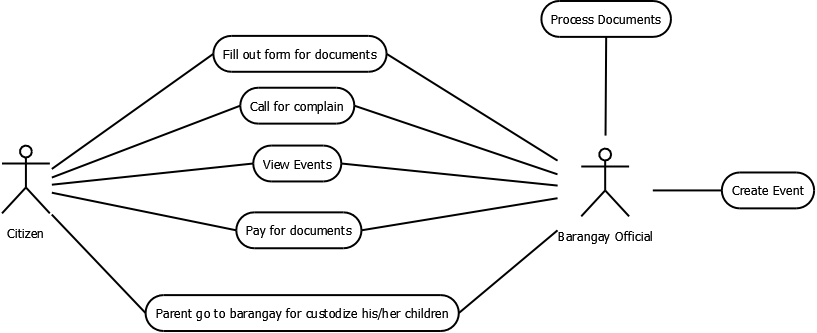 Process Documents
Fill out form for documents
Call for complain
View Events
Create Event
Citizen
Pay for documents
Barangay Official
Parent go to barangay for custodize his/her children